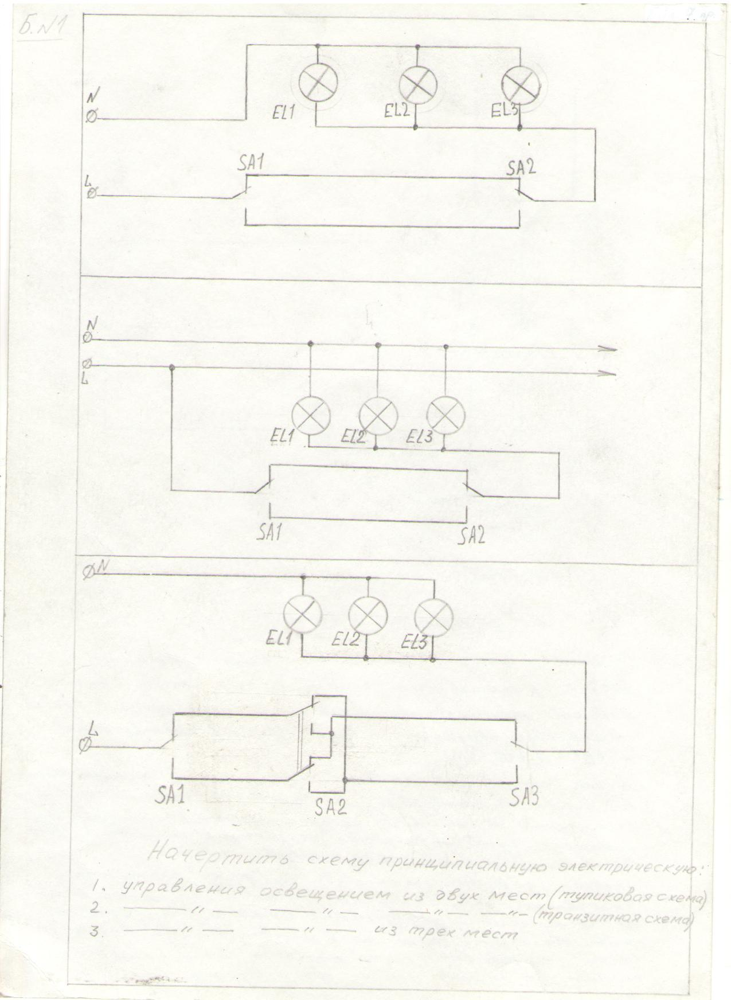 Б.N1
N
EL1 EL2 EL3
SA1 SA2
L
N
L
EL1 EL2 EL3
SA1 SA2
N
EL1 EL2 EL3
L
SA1 SA2 SA3
Начертить схему принципиальную электрическую:
1. управления освещением из двух мест (тупиковая схема)
2. —— " — —— " — —— " — — " - (транзитная схема)
3. —— " — —— " — из трех мест